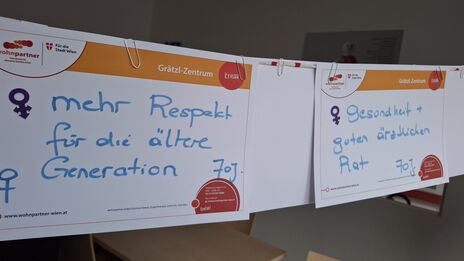 wohnpartner
Für die
Stadt Wien
Grätzl-Zentrum
mehr Respekt
für die ältere
Generation 70J.
www.wohnpartner-wien.at
Grätzl-Zentrum
Gesundheit +
guten ärztlichen
Rat 70J.